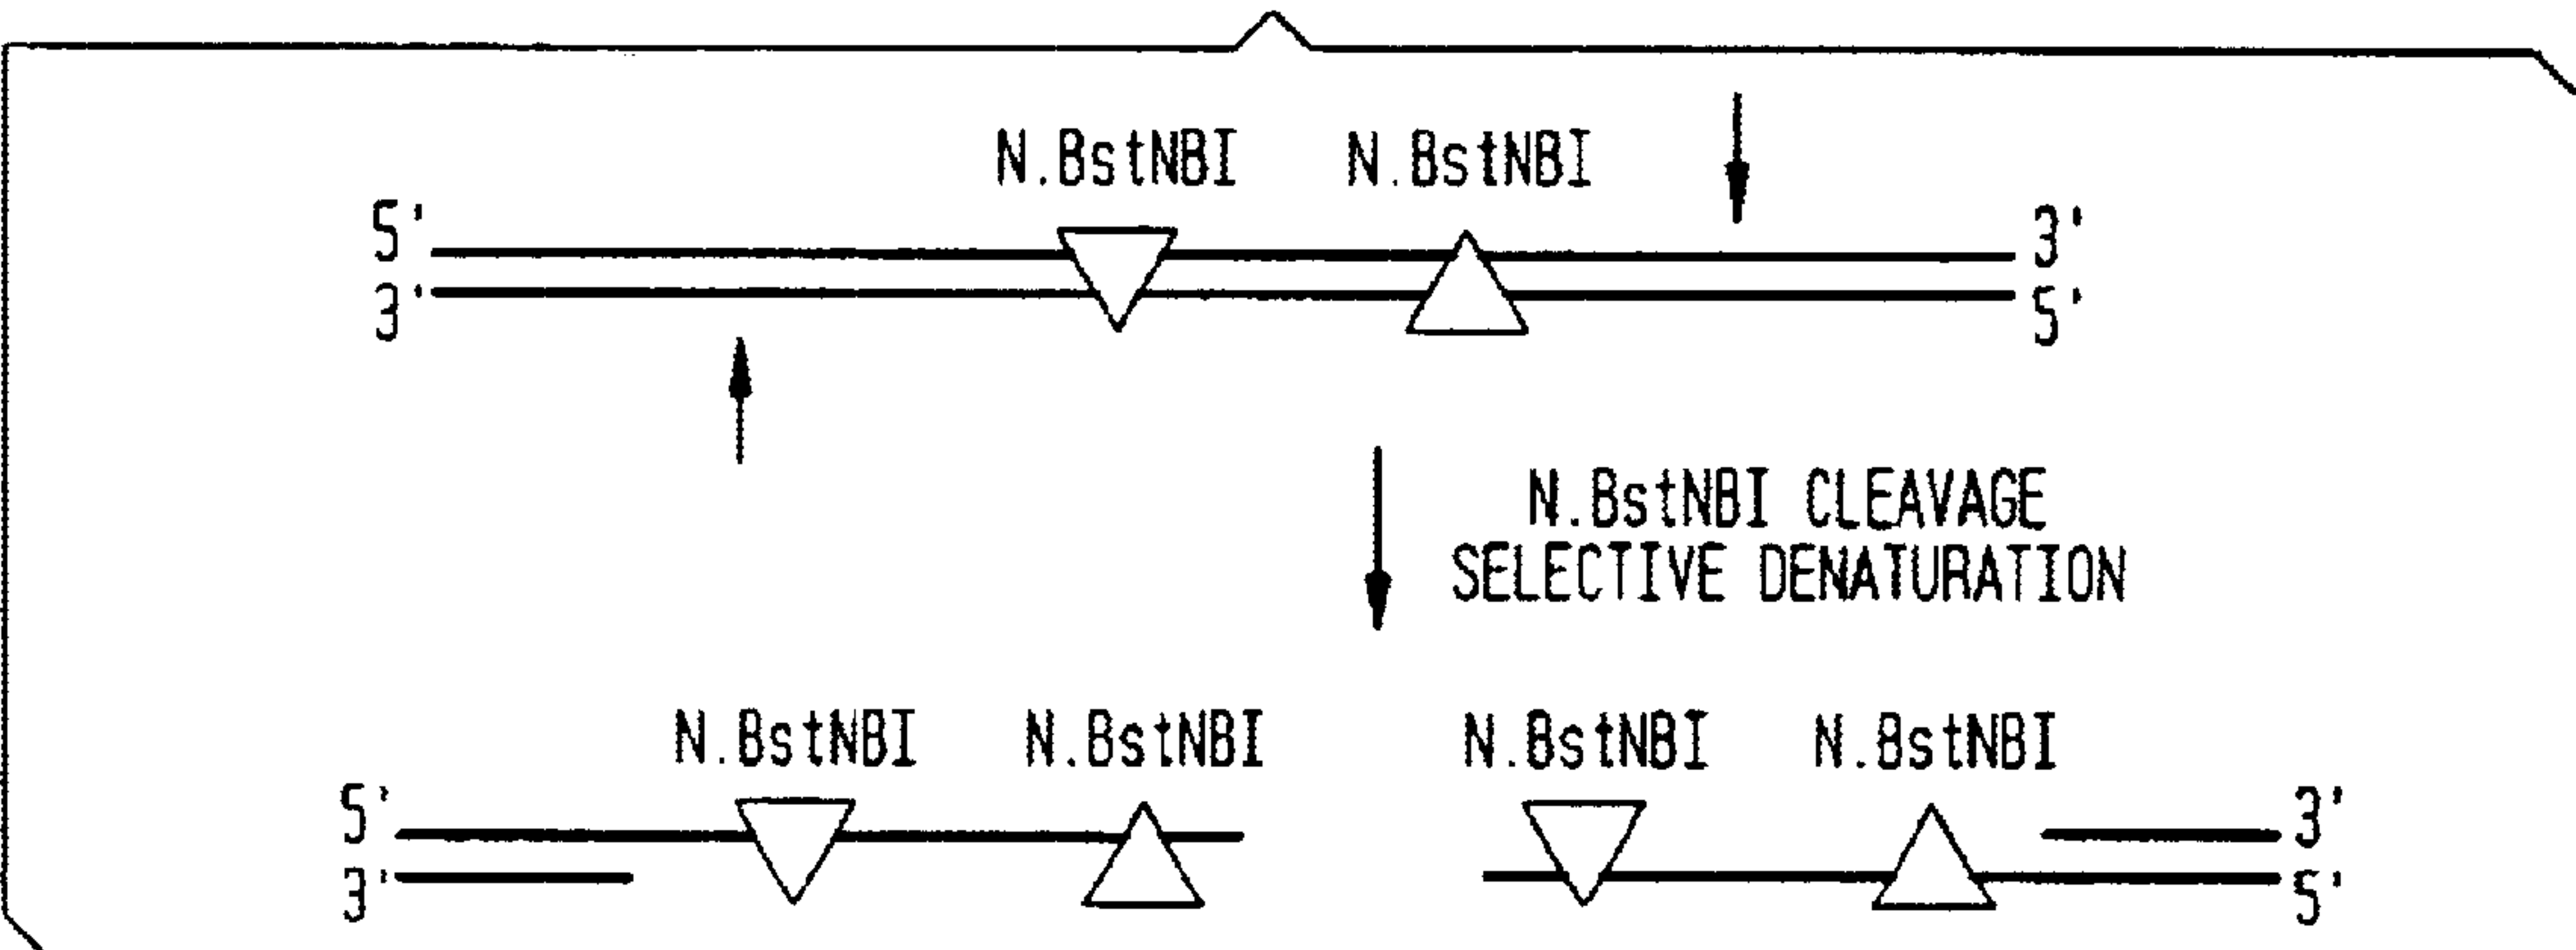 N.BstNBI N.BstNBI
5' 3'
3' 5'
N.BstNBI CLEAVAGE
SELECTIVE DENATURATION
N.BstNBI N.BstNBI N.BstNBI N.BstNBI
5' 3'
3' 5'